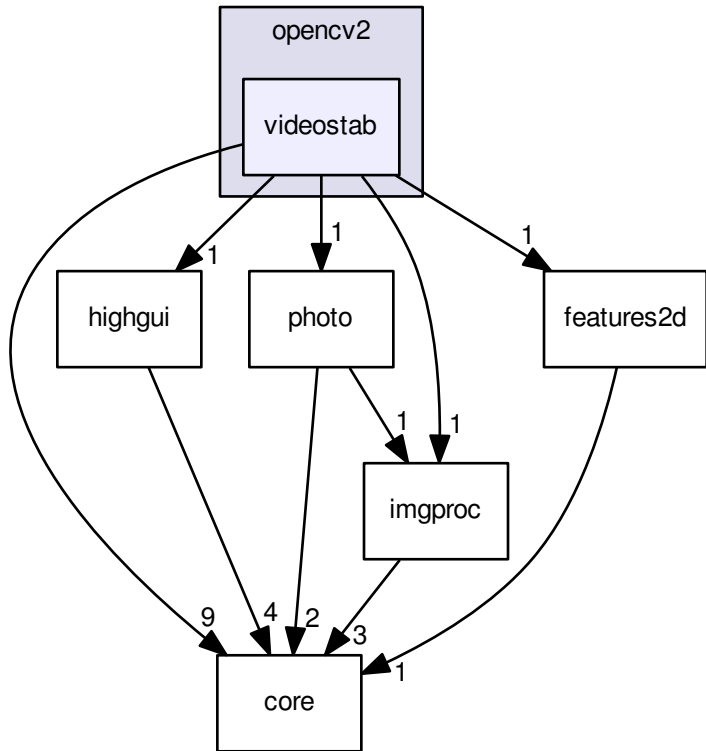 opencv2
videostab
1
1
1
highgui
photo
features2d
1
1
imgproc
9
4
2
3
1
core